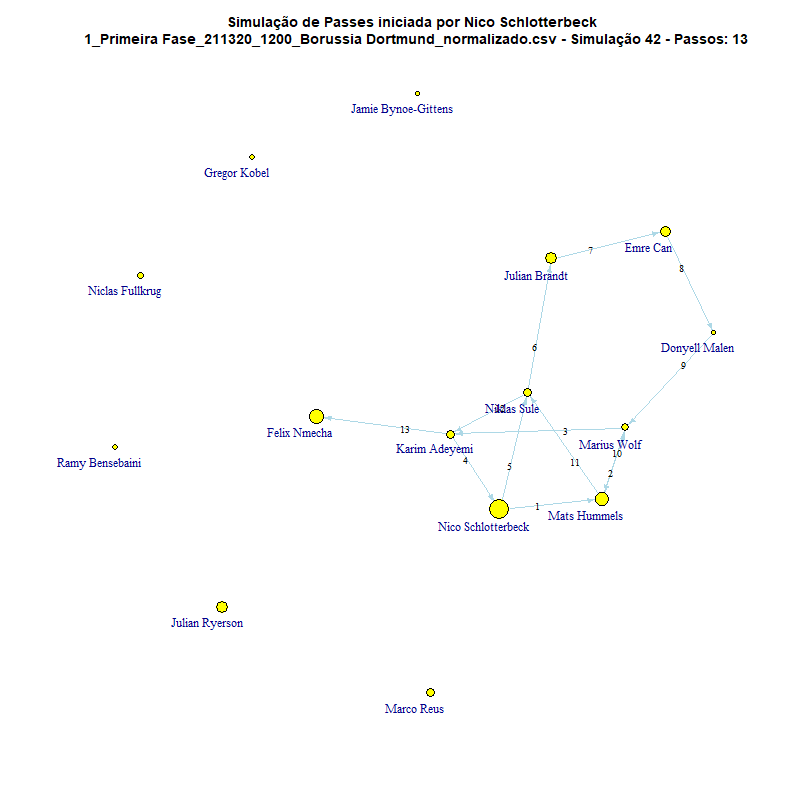 Simulação de Passes iniciada por Nico Schlotterbeck
1_Primeira Fase_211320_1200_Borussia Dortmund_normalizado.csv - Simulação 42 - Passos: 13
Jamie Bynoe-Gittens
Gregor Kobel
Emre Can
7
Julian Brandt
8
Niclas Fullkrug
6
Donyell Malen
9
Niklas Sule
12
Felix Nmecha
13
3
Karim Adeyemi
Marius Wolf
10
Ramy Bensebaini
4
11
5
2
1
Mats Hummels
Nico Schlotterbeck
Julian Ryerson
Marco Reus